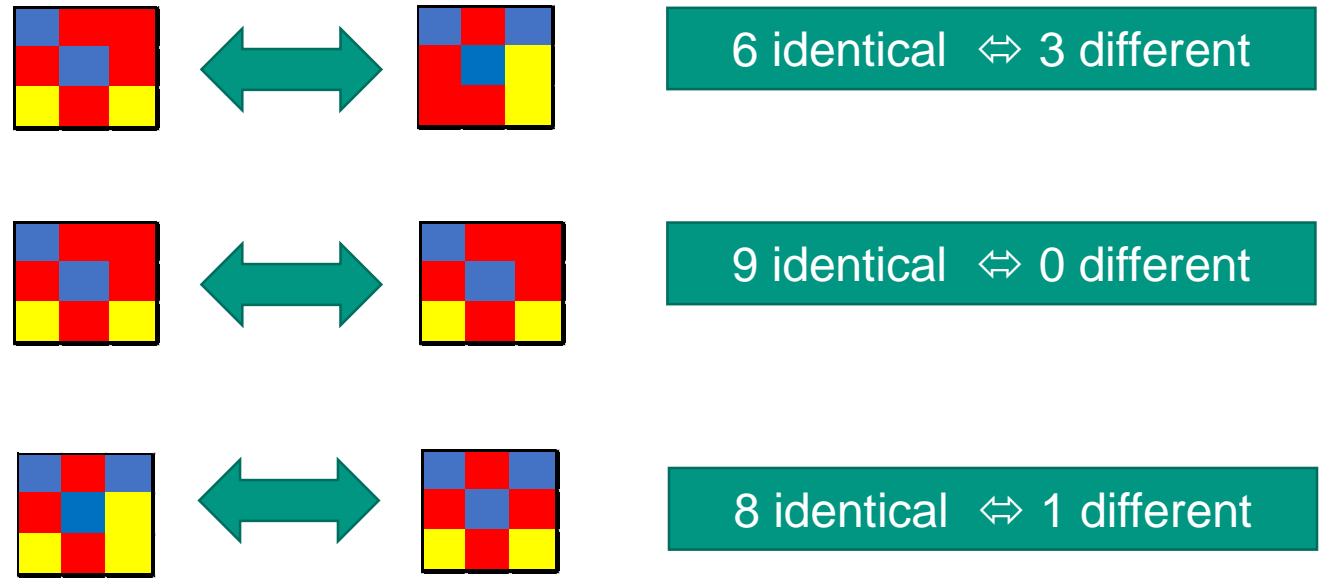 6 identical ⇔ 3 different
9 identical ⇔ 0 different
8 identical ⇔ 1 different